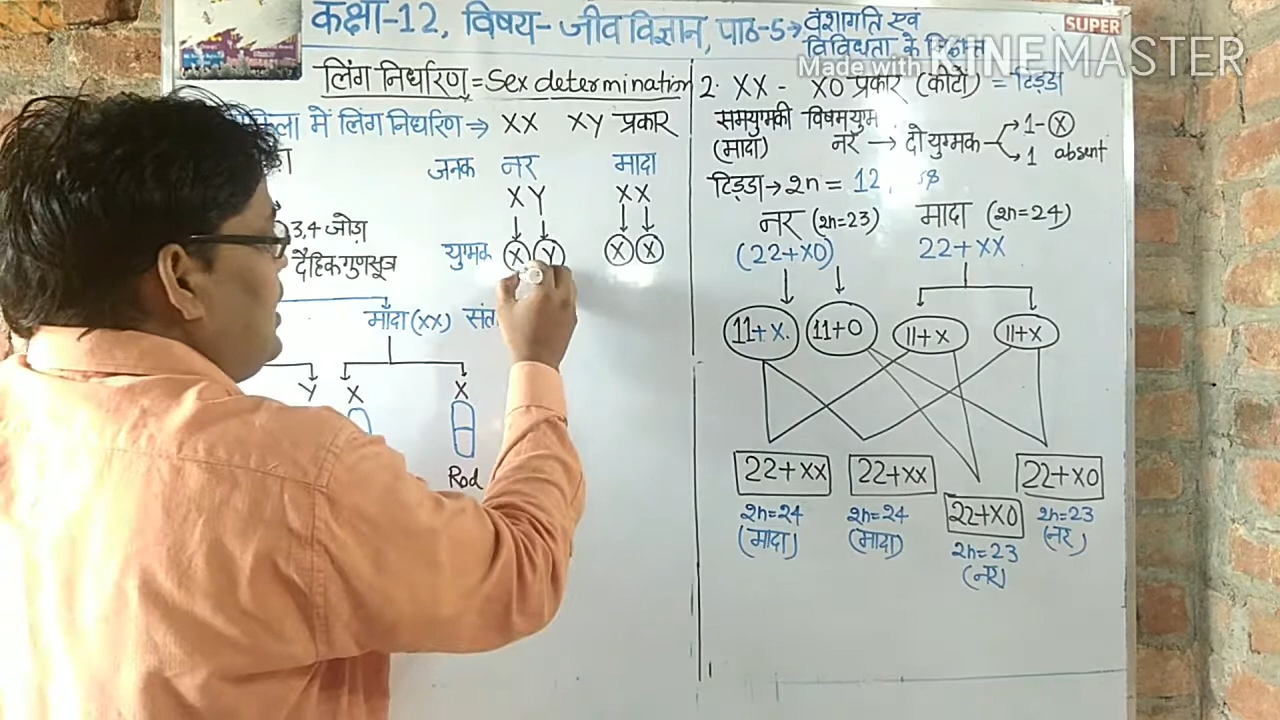 कक्षा-12, विषय- जीव विज्ञान, पाठ-5→ वंशागति एवं
विविधता के
SUPER
Made with KINEMASTER
लिंग निर्धारण = Sex determination
में लिंग निर्धारण ⇒ XX XY प्रकार
जनक नर मादा
XY XX
3,4 जोड़ा
दैहिक गुणसूत्र
युग्मक X Y X X
मादा (XX)
Y X X
Rod
2. XX - XO प्रकार (कीटों) = टिड्डा
समयुग्मकी विषमयुग्म
(मादा) नर → दो युग्मक 1-X
1 absent
टिड्डा → 2n = 12,
नर (2n=23) मादा (2n=24)
(22+XO) 22+XX
11+X. 11+O 11+X 11+X
22+XX 22+XX 22+XO 22+XO
2n=24 2n=24 2n=23 2n=23
(मादा) (मादा) (नर) (नर)